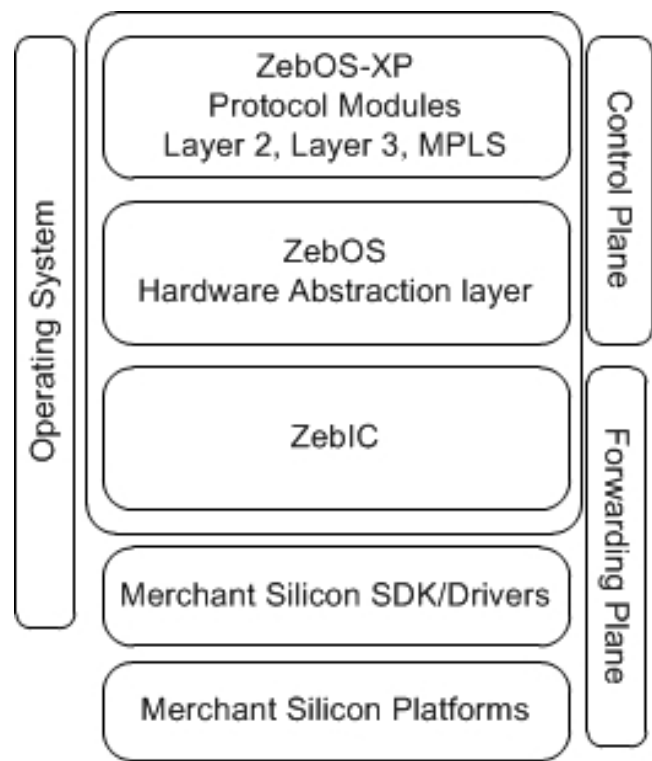 ZebOS-XP
Protocol Modules
Layer 2, Layer 3, MPLS
ZebOS
Hardware Abstraction layer
ZebIC
Merchant Silicon SDK/Drivers
Merchant Silicon Platforms
Operating System
Control Plane
Forwarding Plane